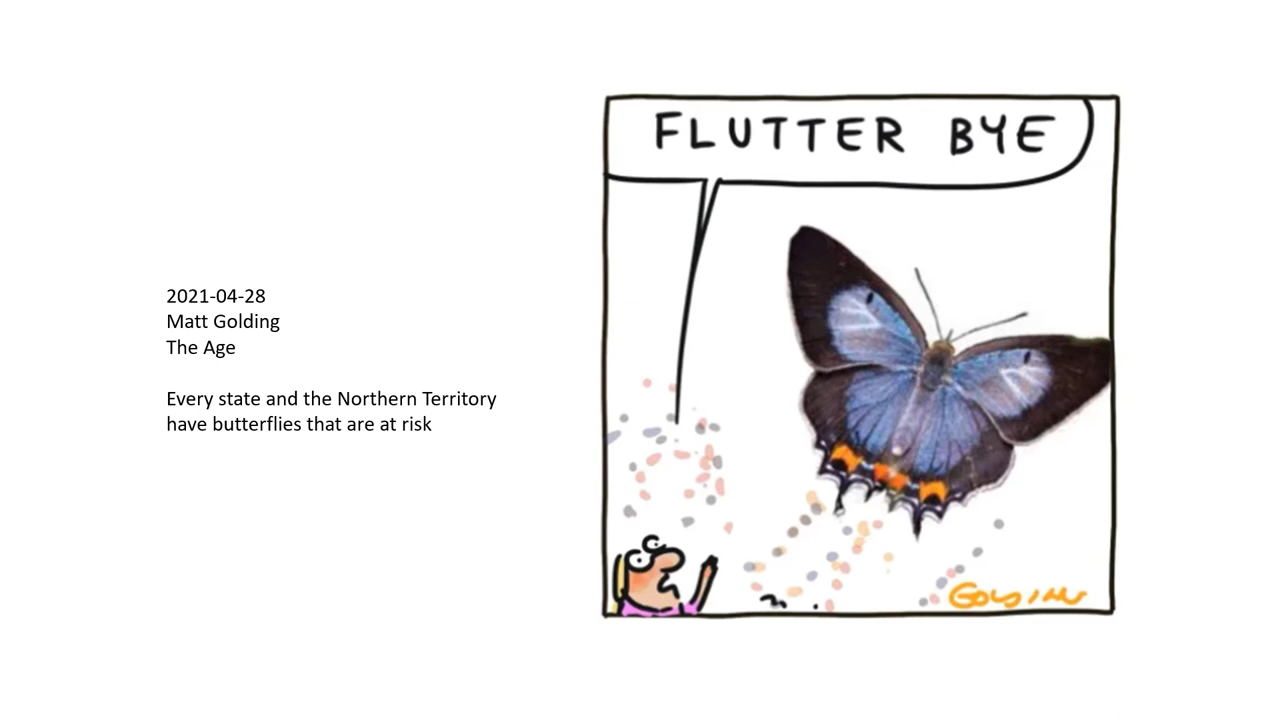 2021-04-28
Matt Golding
The Age
Every state and the Northern Territory
have butterflies that are at risk
FLUTTER BYE
GOLDING